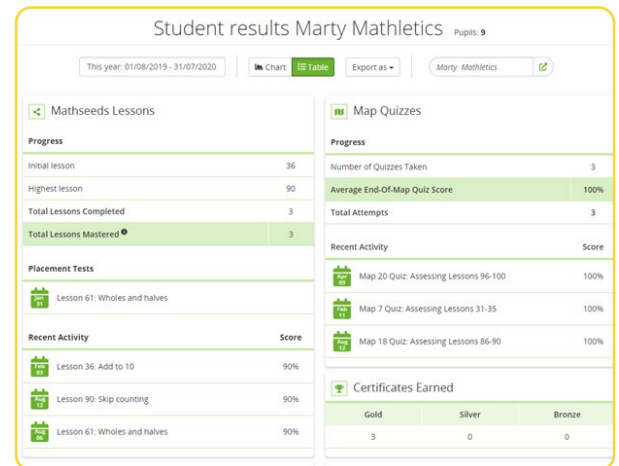 Student results Marty Mathletics Pupils: 9
This year: 01/08/2019 - 31/07/2020 Chart Table Export as Marty Mathletics
Mathseeds Lessons
Progress
Initial lesson 36
Highest lesson 90
Total Lessons Completed 3
Total Lessons Mastered 3
Placement Tests
Jan 31 Lesson 61: Wholes and halves
Recent Activity Score
Feb 03 Lesson 36: Add to 10 90%
Aug 12 Lesson 90: Skip counting 90%
Aug 06 Lesson 61: Wholes and halves 90%
Map Quizzes
Progress
Number of Quizzes Taken 3
Average End-Of-Map Quiz Score 100%
Total Attempts 3
Recent Activity Score
Apr 09 Map 20 Quiz: Assessing Lessons 96-100 100%
Feb 11 Map 7 Quiz: Assessing Lessons 31-35 100%
Aug 12 Map 18 Quiz: Assessing Lessons 86-90 100%
Certificates Earned
Gold Silver Bronze
3 0 0